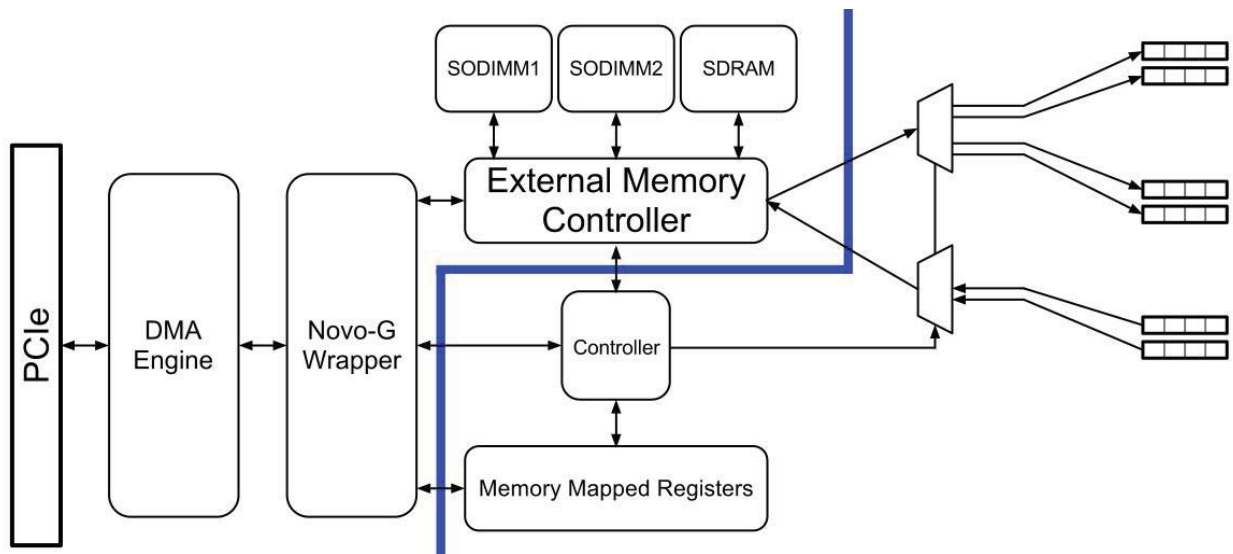 SODIMM1
SODIMM2
SDRAM
External Memory
Controller
PCIe
DMA
Engine
Novo-G
Wrapper
Controller
Memory Mapped Registers